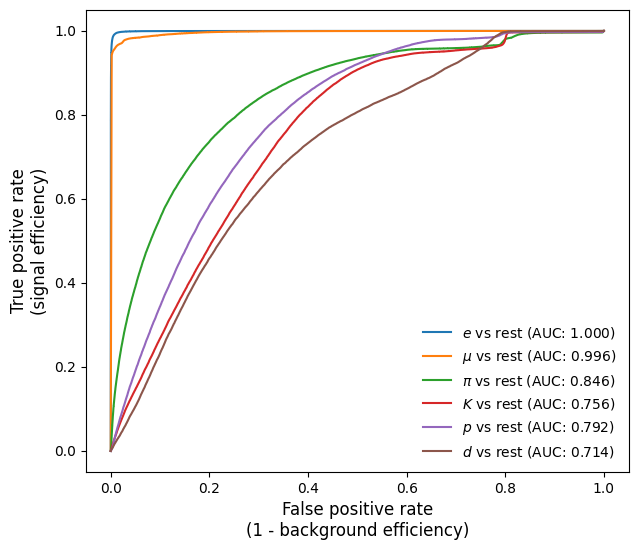 True positive rate
(signal efficiency)
1.0
0.8
0.6
0.4
0.2
0.0
e vs rest (AUC: 1.000)
μ vs rest (AUC: 0.996)
π vs rest (AUC: 0.846)
K vs rest (AUC: 0.756)
p vs rest (AUC: 0.792)
d vs rest (AUC: 0.714)
0.0 0.2 0.4 0.6 0.8 1.0
False positive rate
(1 - background efficiency)